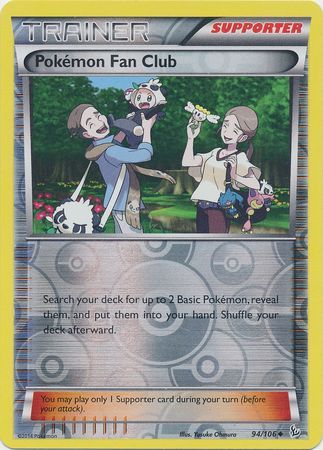 TRAINER
SUPPORTER
Pokémon Fan Club
Search your deck for up to 2 Basic Pokémon, reveal
them, and put them into your hand. Shuffle your
deck afterward.
You may play only 1 Supporter card during your turn (before
your attack).
©2014 Pokémon
Illus. Yusuke Ohmura
94/106